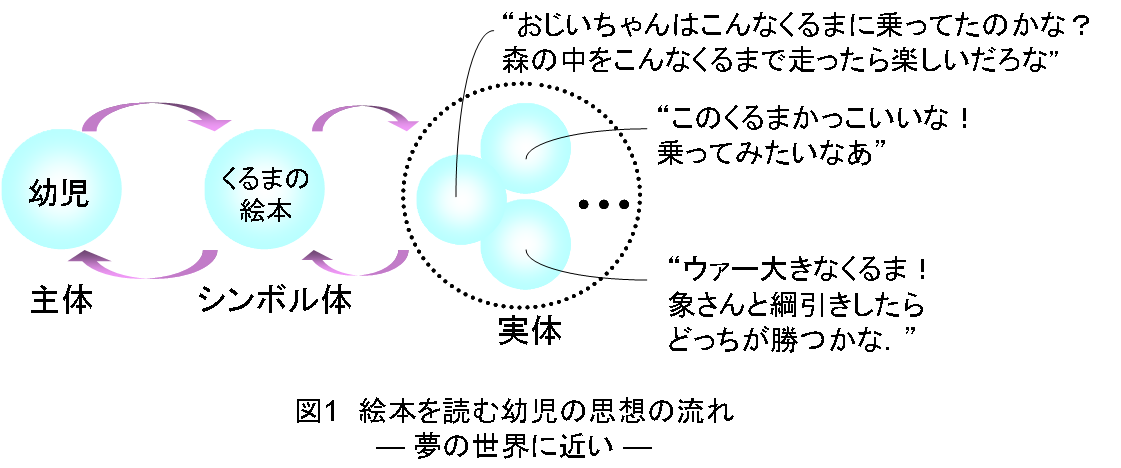 “おじいちゃんはこんなくるまに乗ってたのかな？
森の中をこんなくるまで走ったら楽しいだろな”
“このくるまかっこいいな！
乗ってみたいなあ”
幼児
くるまの
絵本
•••
“ウァー大きなくるま！
象さんと綱引きしたら
どっちが勝つかな．”
主体
シンボル体
実体
図1 絵本を読む幼児の思想の流れ
― 夢の世界に近い ―